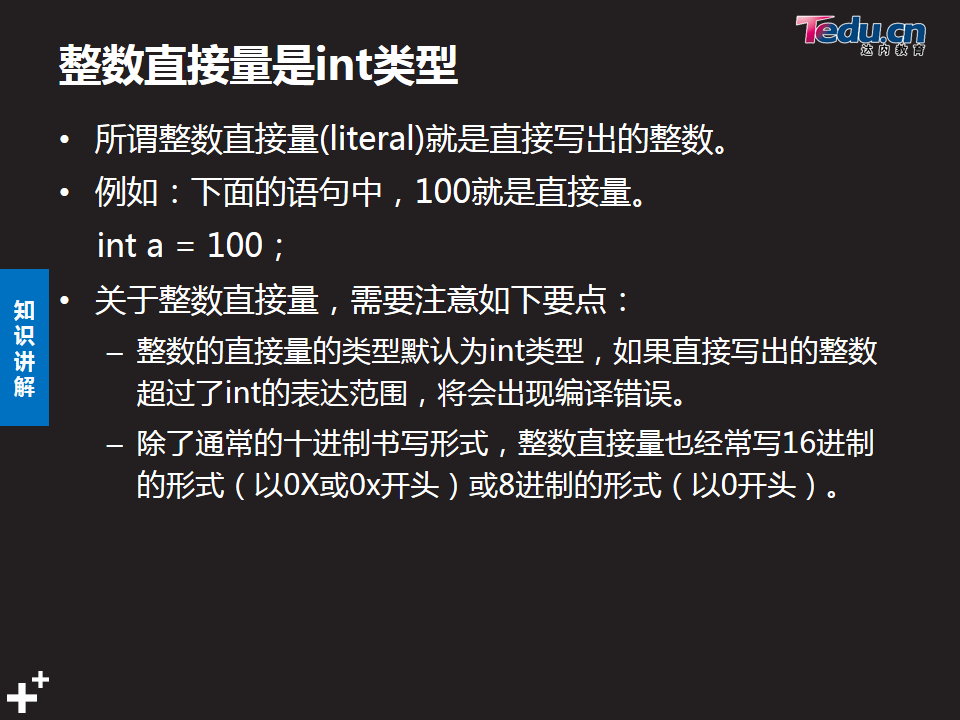 Tedu.cn
达内教育
整数直接量是int类型
• 所谓整数直接量(literal)就是直接写出的整数。
• 例如：下面的语句中，100就是直接量。
int a = 100；
• 关于整数直接量，需要注意如下要点：
– 整数的直接量的类型默认为int类型，如果直接写出的整数
超过了int的表达范围，将会出现编译错误。
– 除了通常的十进制书写形式，整数直接量也经常写16进制
的形式（以0X或0x开头）或8进制的形式（以0开头）。
知识讲解